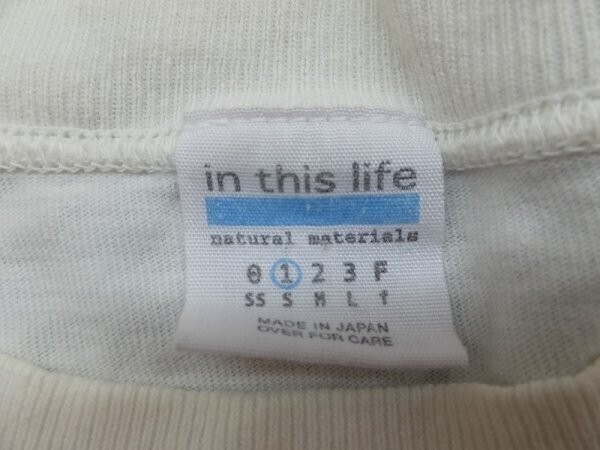 in this life
natural materials
0 1 2 3 F
SS S M L f
MADE IN JAPAN
OVER FOR CARE